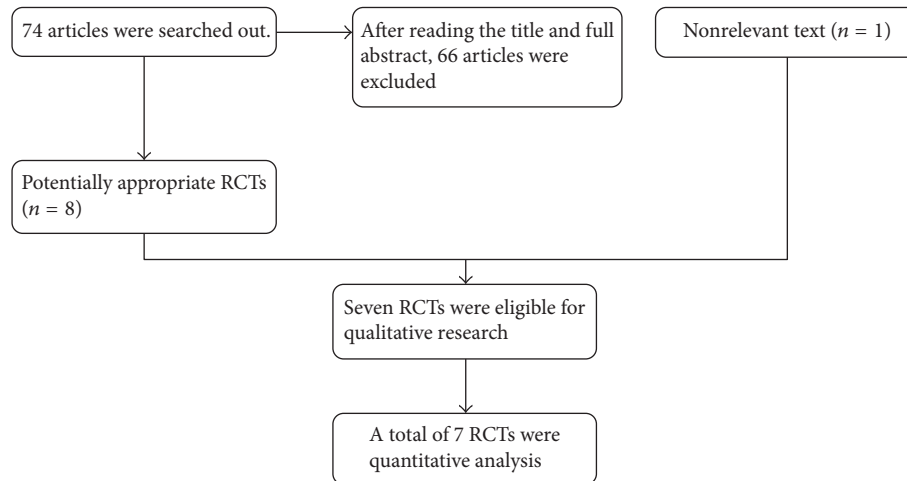 74 articles were searched out.
After reading the title and full
abstract, 66 articles were
excluded
Nonrelevant text (n = 1)
Potentially appropriate RCTs
(n = 8)
Seven RCTs were eligible for
qualitative research
A total of 7 RCTs were
quantitative analysis